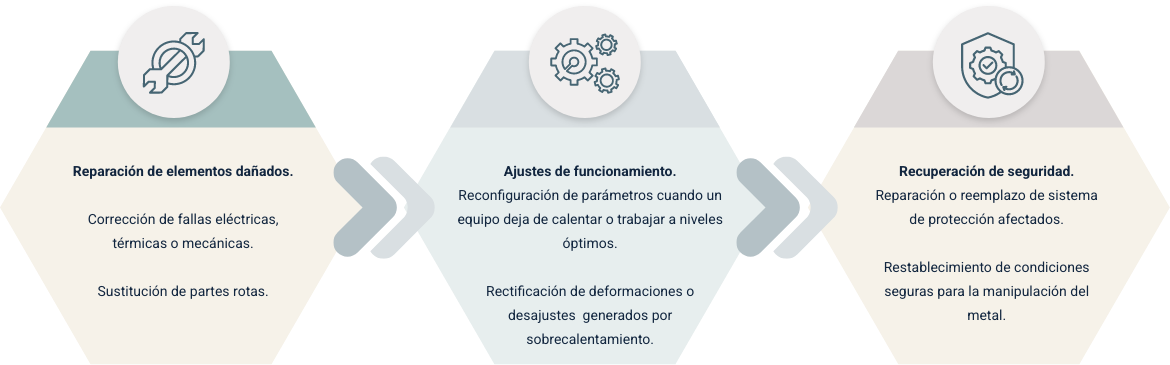 Reparación de elementos dañados.
Corrección de fallas eléctricas,
térmicas o mecánicas.
Sustitución de partes rotas.
Ajustes de funcionamiento.
Reconfiguración de parámetros cuando un
equipo deja de calentar o trabajar a niveles
óptimos.
Rectificación de deformaciones o
desajustes  generados por
sobrecalentamiento.
Recuperación de seguridad.
Reparación o reemplazo de sistema
de protección afectados.
Restablecimiento de condiciones
seguras para la manipulación del
metal.